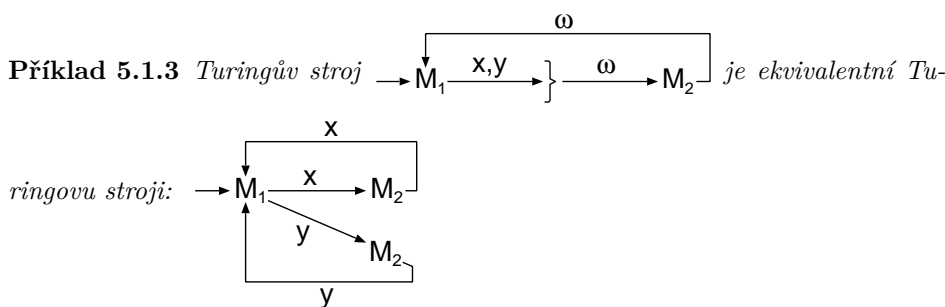 ω
Příklad 5.1.3 Turingův stroj M₁ x,y } ω M₂ je ekvivalentní Tu-
x
ringovu stroji: M₁ x M₂
y
M₂
y